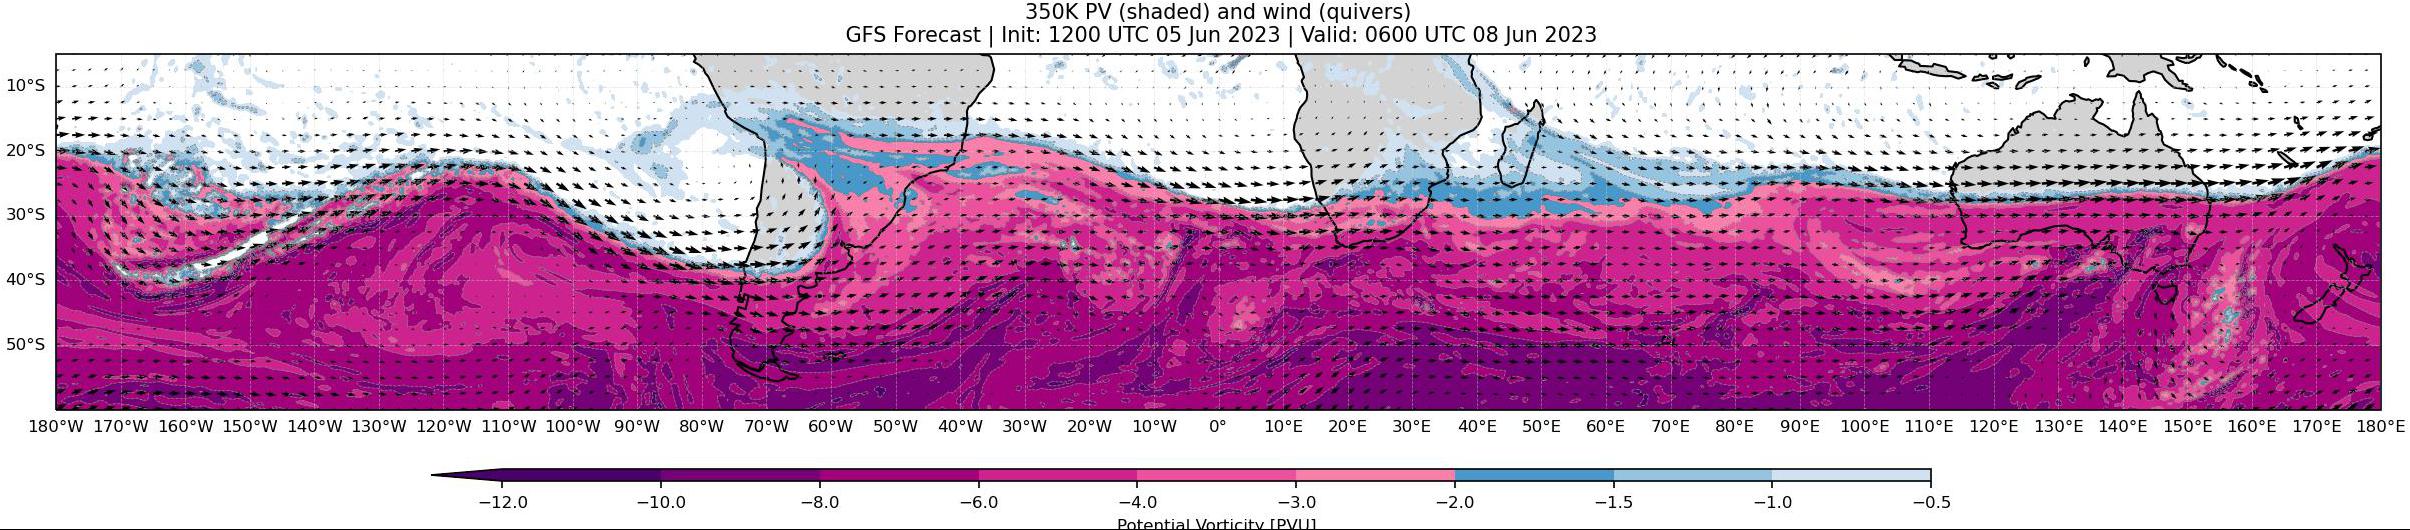 350K PV (shaded) and wind (quivers)
GFS Forecast | Init: 1200 UTC 05 Jun 2023 | Valid: 0600 UTC 08 Jun 2023
10°S
20°S
30°S
40°S
50°S
180°W 170°W 160°W 150°W 140°W 130°W 120°W 110°W 100°W 90°W 80°W 70°W 60°W 50°W 40°W 30°W 20°W 10°W 0° 10°E 20°E 30°E 40°E 50°E 60°E 70°E 80°E 90°E 100°E 110°E 120°E 130°E 140°E 150°E 160°E 170°E 180°E
−12.0 −10.0 −8.0 −6.0 −4.0 −3.0 −2.0 −1.5 −1.0 −0.5
Potential Vorticity [PVU]